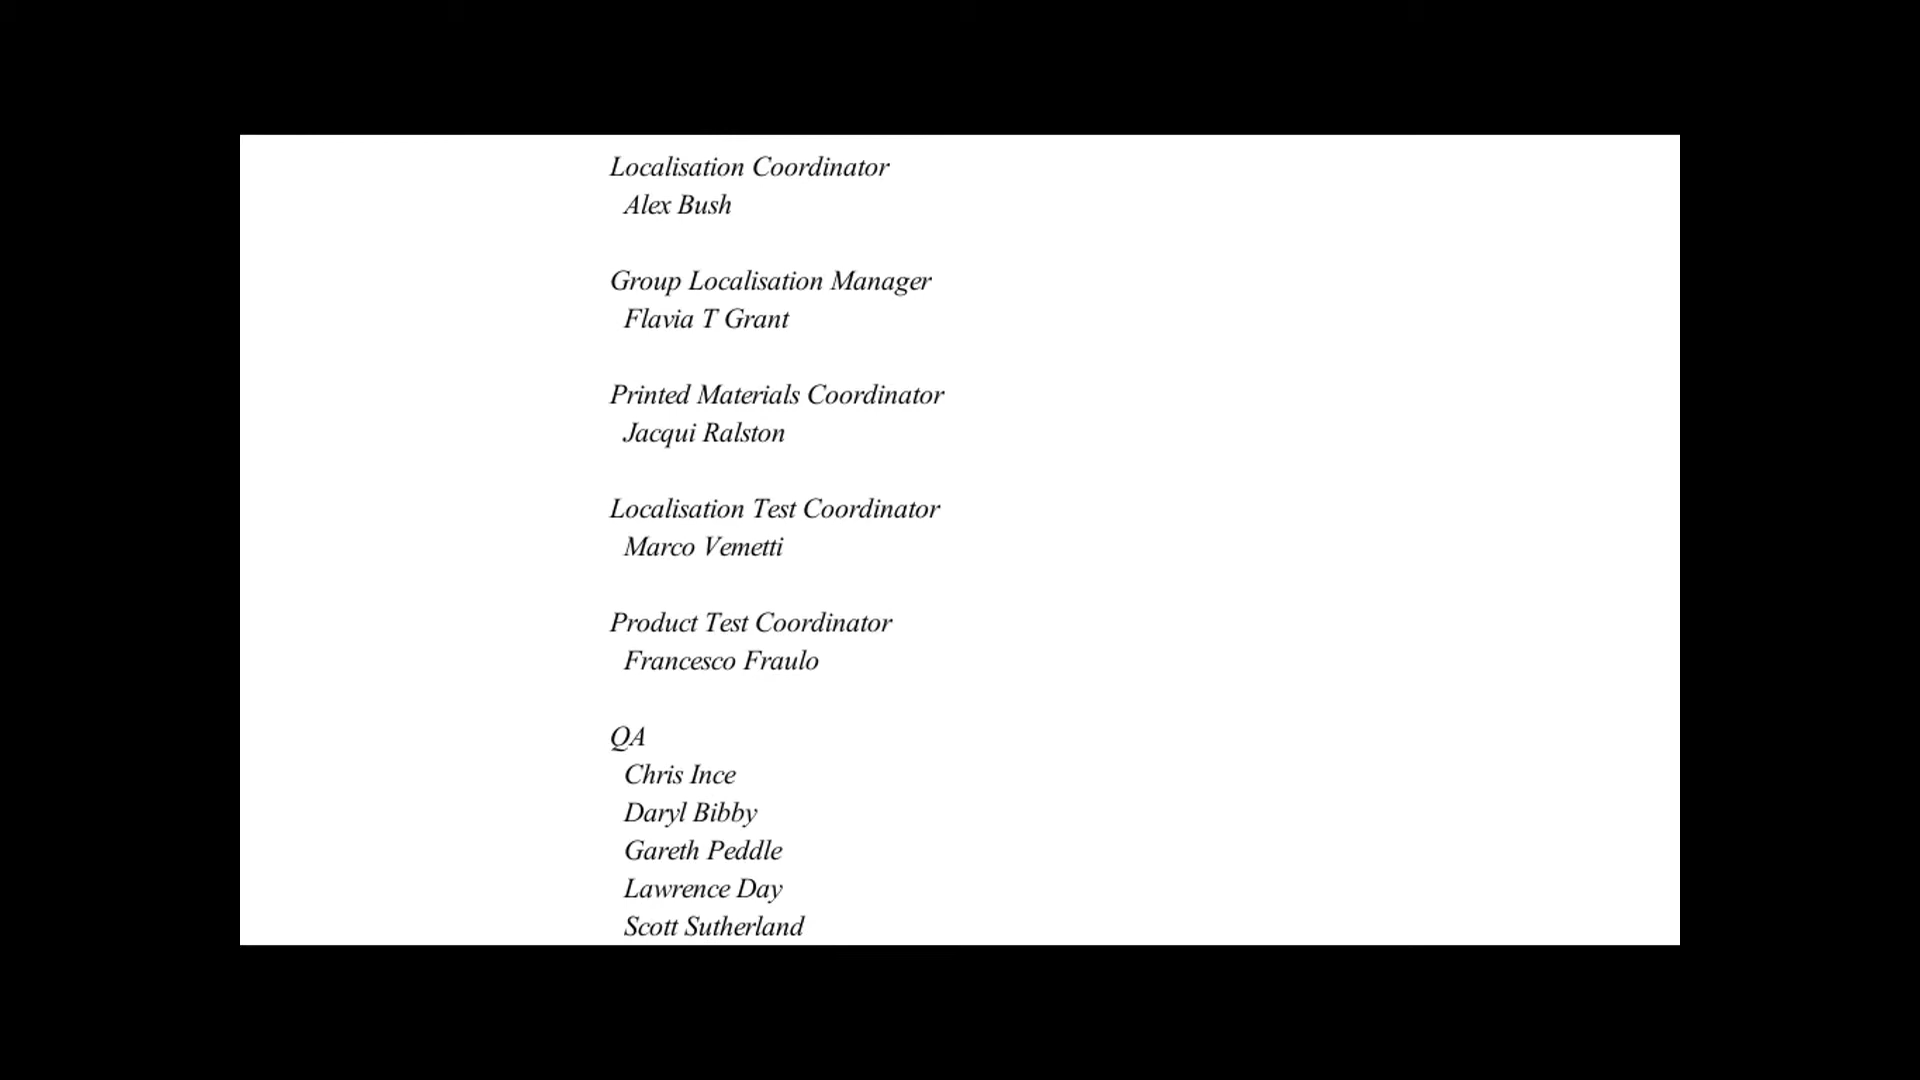 Localisation Coordinator
Alex Bush
Group Localisation Manager
Flavia T Grant
Printed Materials Coordinator
Jacqui Ralston
Localisation Test Coordinator
Marco Vemetti
Product Test Coordinator
Francesco Fraulo
QA
Chris Ince
Daryl Bibby
Gareth Peddle
Lawrence Day
Scott Sutherland